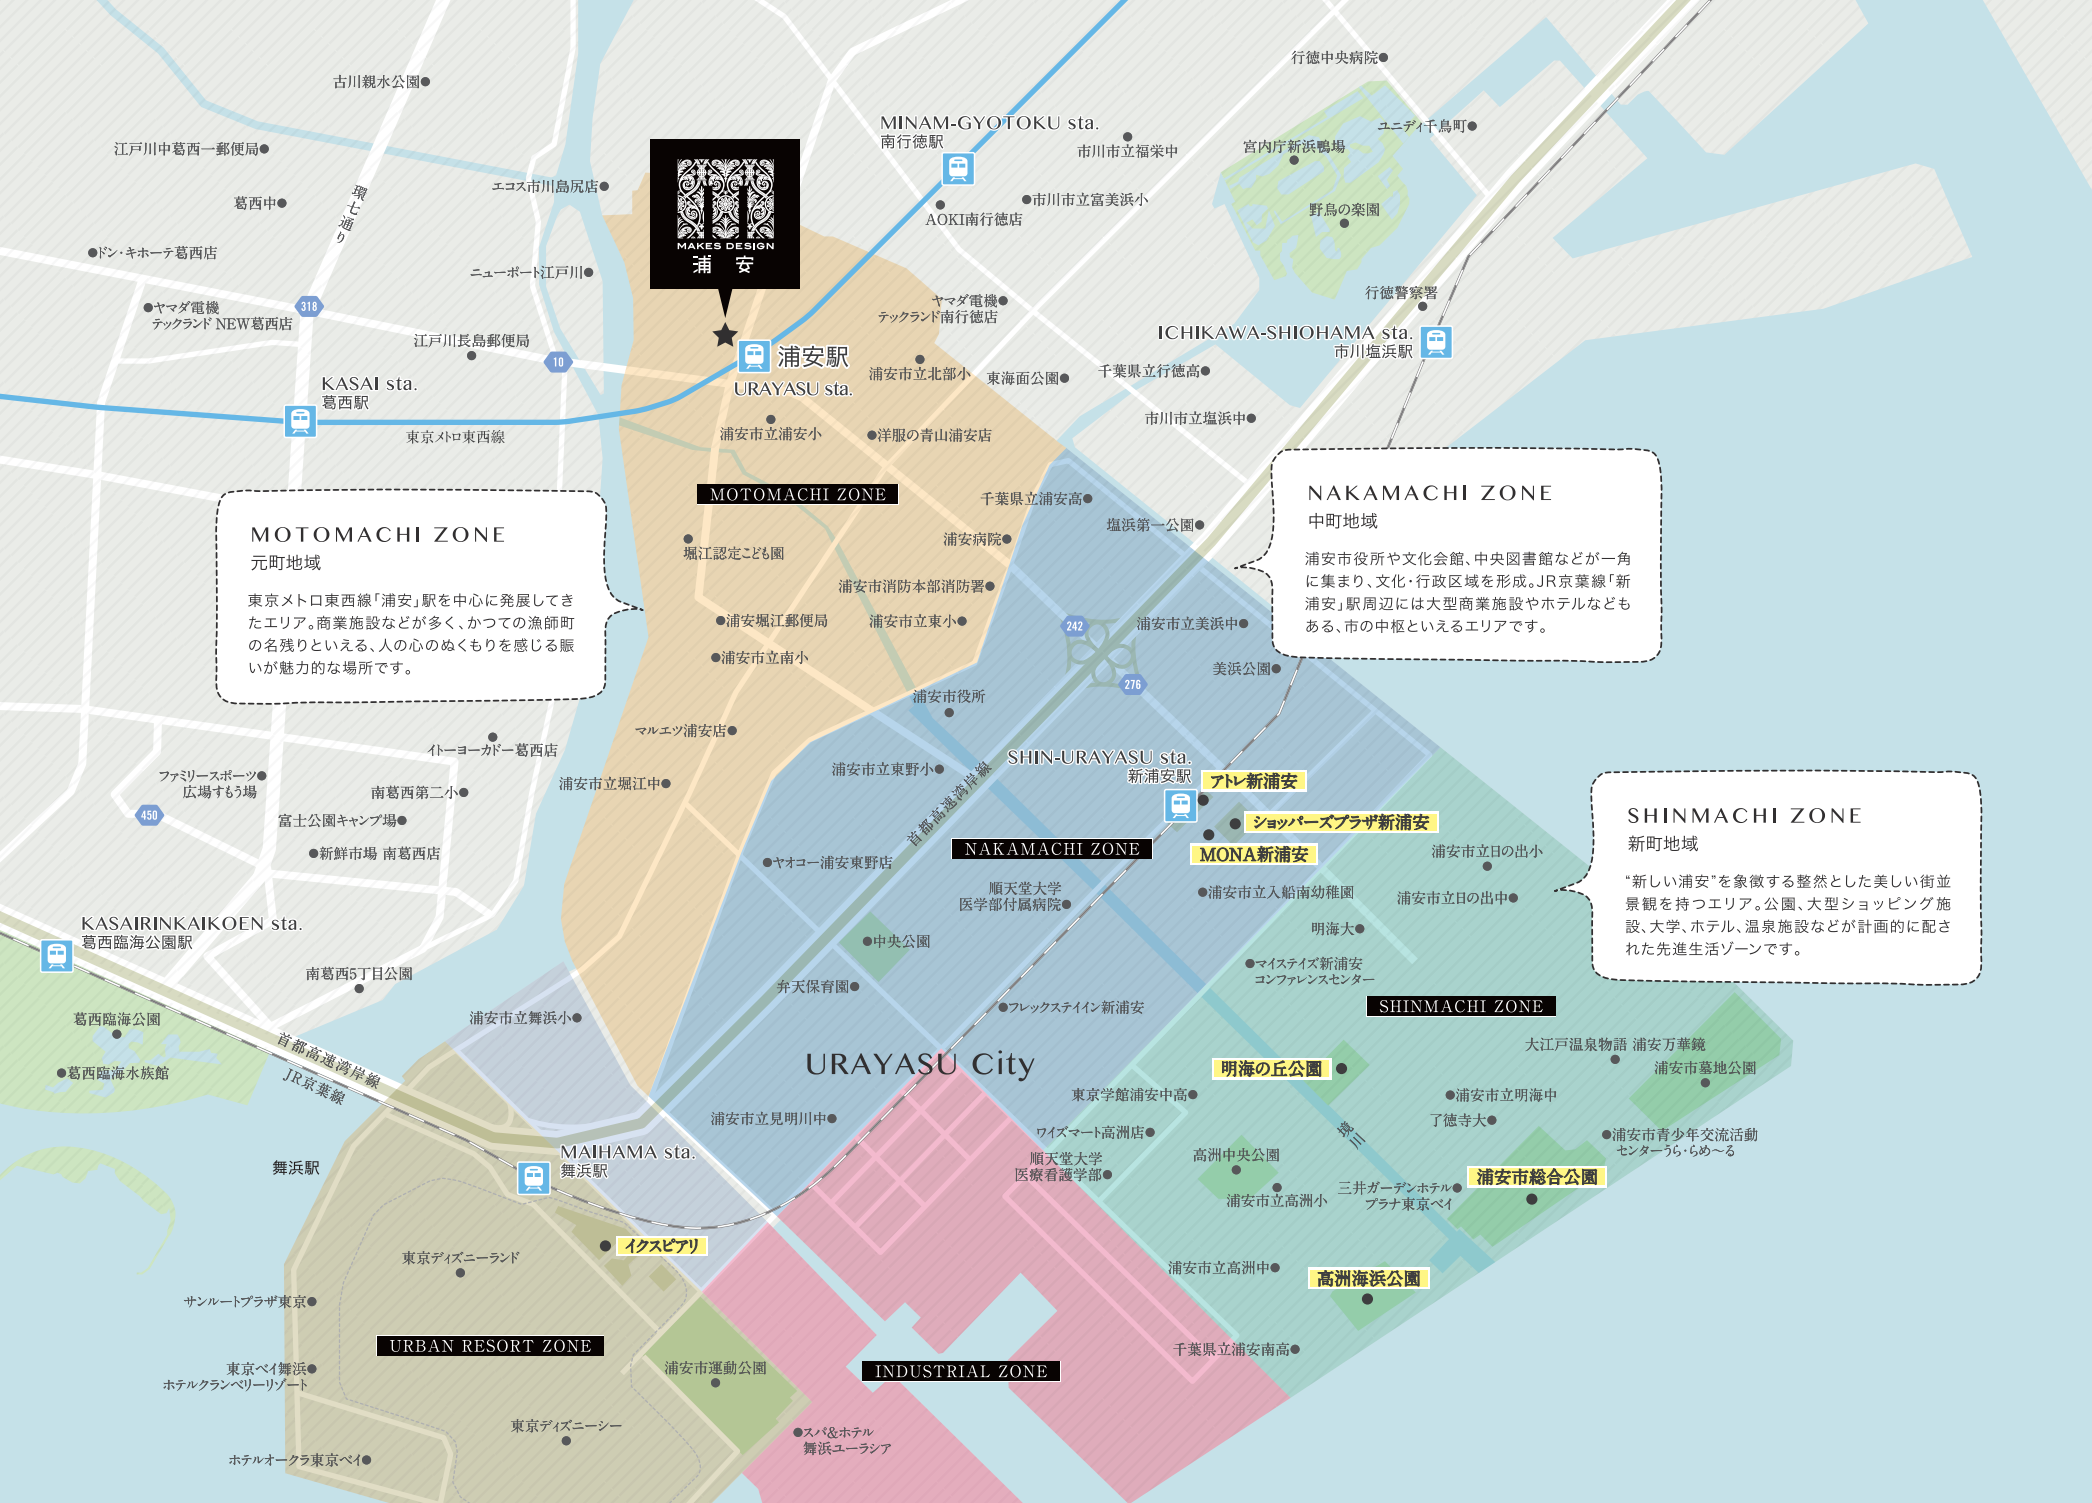 古川親水公園
江戸川中葛西一郵便局
葛西中
環七通り
エコス市川島尻店
ドン・キホーテ葛西店
ニューポート江戸川
ヤマダ電機
テックランド NEW葛西店
318
江戸川長島郵便局
10
KASAI sta.
葛西駅
東京メトロ東西線
MAKES DESIGN
浦 安
浦安駅
URAYASU sta.
MINAM-GYOTOKU sta.
南行徳駅
AOKI南行徳店
市川市立福栄中
市川市立富美浜小
行徳中央病院
ユニディ千鳥町
宮内庁新浜鴨場
野鳥の楽園
行徳警察署
ICHIKAWA-SHIOHAMA sta.
市川塩浜駅
ヤマダ電機
テックランド南行徳店
浦安市立北部小
東海面公園
千葉県立行徳高
市川市立塩浜中
浦安市立浦安小
洋服の青山浦安店
MOTOMACHI ZONE
千葉県立浦安高
塩浜第一公園
堀江認定こども園
浦安病院
浦安市消防本部消防署
浦安堀江郵便局
浦安市立東小
浦安市立南小
242
276
浦安市立美浜中
美浜公園
浦安市役所
MOTOMACHI ZONE
元町地域
東京メトロ東西線「浦安」駅を中心に発展してき
たエリア。商業施設などが多く、かつての漁師町
の名残りといえる、人の心のぬくもりを感じる賑
いが魅力的な場所です。
NAKAMACHI ZONE
中町地域
浦安市役所や文化会館、中央図書館などが一角
に集まり、文化・行政区域を形成。JR京葉線「新
浦安」駅周辺には大型商業施設やホテルなども
ある、市の中枢といえるエリアです。
マルエツ浦安店
イトーヨーカドー葛西店
ファミリースポーツ
広場すもう場
南葛西第二小
450
富士公園キャンプ場
新鮮市場 南葛西店
浦安市立堀江中
浦安市立東野小
首都高速湾岸線
SHIN-URAYASU sta.
新浦安駅
アトレ新浦安
ショッパーズプラザ新浦安
MONA新浦安
NAKAMACHI ZONE
ヤオコー浦安東野店
順天堂大学
医学部付属病院
浦安市立入船南幼稚園
浦安市立日の出小
浦安市立日の出中
明海大
マイステイズ新浦安
コンファレンスセンター
SHINMACHI ZONE
新町地域
“新しい浦安”を象徴する整然とした美しい街並
景観を持つエリア。公園、大型ショッピング施
設、大学、ホテル、温泉施設などが計画的に配さ
れた先進生活ゾーンです。
KASAIRINKAIKOEN sta.
葛西臨海公園駅
南葛西5丁目公園
葛西臨海公園
葛西臨海水族館
首都高速湾岸線
JR京葉線
浦安市立舞浜小
中央公園
弁天保育園
フレックステイイン新浦安
SHINMACHI ZONE
URAYASU City
明海の丘公園
大江戸温泉物語 浦安万華鏡
浦安市墓地公園
東京学館浦安中高
浦安市立明海中
了徳寺大
浦安市立見明川中
ワイズマート高洲店
境川
浦安市青少年交流活動
センターうら・らめ〜る
順天堂大学
医療看護学部
高洲中央公園
浦安市立高洲小
三井ガーデンホテル
プラナ東京ベイ
浦安市総合公園
MAIHAMA sta.
舞浜駅
舞浜駅
イクスピアリ
東京ディズニーランド
浦安市立高洲中
高洲海浜公園
サンルートプラザ東京
URBAN RESORT ZONE
千葉県立浦安南高
東京ベイ舞浜
ホテルクランベリーリゾート
浦安市運動公園
INDUSTRIAL ZONE
東京ディズニーシー
スパ&ホテル
舞浜ユーラシア
ホテルオークラ東京ベイ